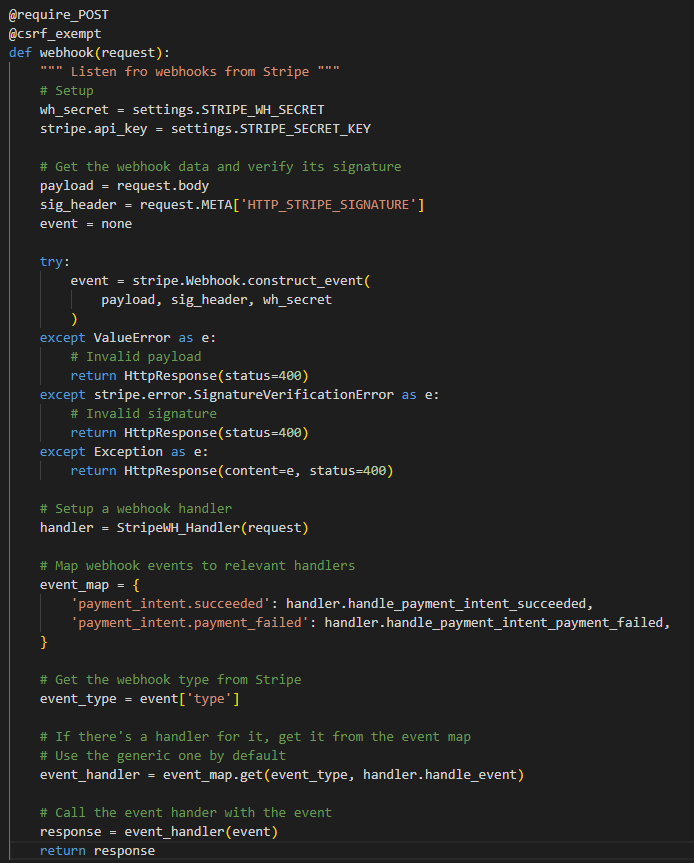 @require_POST
@csrf_exempt
def webhook(request):
    """ Listen fro webhooks from Stripe """
    # Setup
    wh_secret = settings.STRIPE_WH_SECRET
    stripe.api_key = settings.STRIPE_SECRET_KEY

    # Get the webhook data and verify its signature
    payload = request.body
    sig_header = request.META['HTTP_STRIPE_SIGNATURE']
    event = none

    try:
        event = stripe.Webhook.construct_event(
            payload, sig_header, wh_secret
        )
    except ValueError as e:
        # Invalid payload
        return HttpResponse(status=400)
    except stripe.error.SignatureVerificationError as e:
        # Invalid signature
        return HttpResponse(status=400)
    except Exception as e:
        return HttpResponse(content=e, status=400)

    # Setup a webhook handler
    handler = StripeWH_Handler(request)

    # Map webhook events to relevant handlers
    event_map = {
        'payment_intent.succeeded': handler.handle_payment_intent_succeeded,
        'payment_intent.payment_failed': handler.handle_payment_intent_payment_failed,
    }

    # Get the webhook type from Stripe
    event_type = event['type']

    # If there's a handler for it, get it from the event map
    # Use the generic one by default
    event_handler = event_map.get(event_type, handler.handle_event)

    # Call the event hander with the event
    response = event_handler(event)
    return response